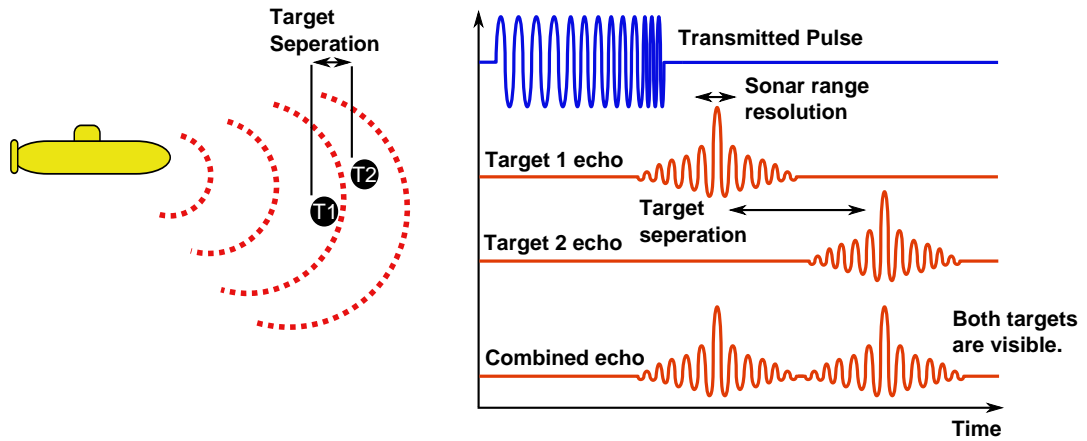 Target
Seperation
T1
T2
Transmitted Pulse
Sonar range
resolution
Target 1 echo
Target
seperation
Target 2 echo
Combined echo
Both targets
are visible.
Time